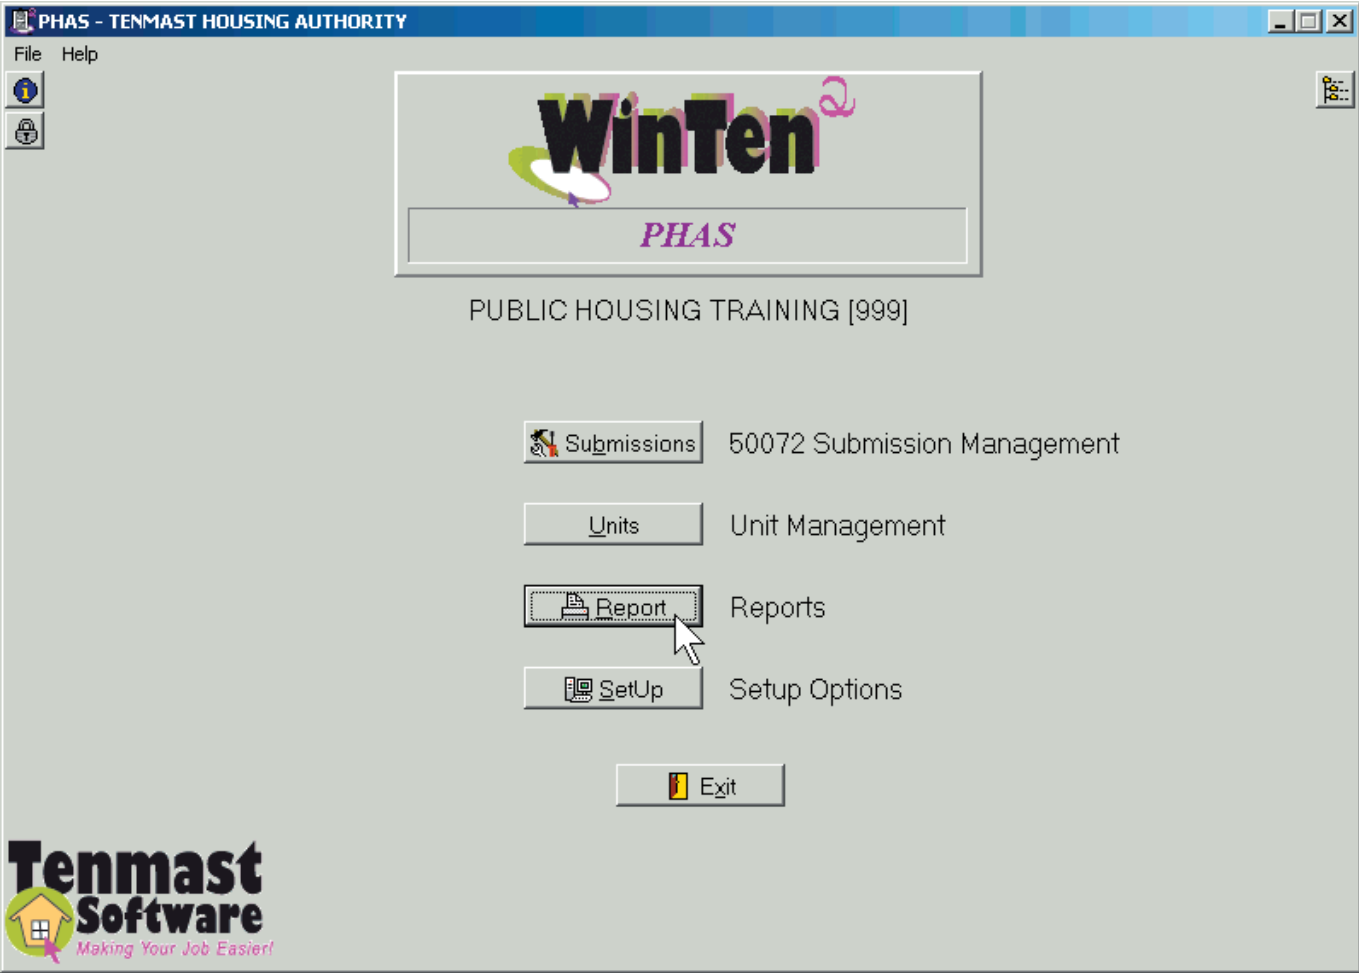 PHAS - TENMAST HOUSING AUTHORITY
File Help
WinTen2
PHAS
PUBLIC HOUSING TRAINING [999]
Submissions 50072 Submission Management
Units Unit Management
Report Reports
SetUp Setup Options
Exit
Tenmast
Software
Making Your Job Easier!